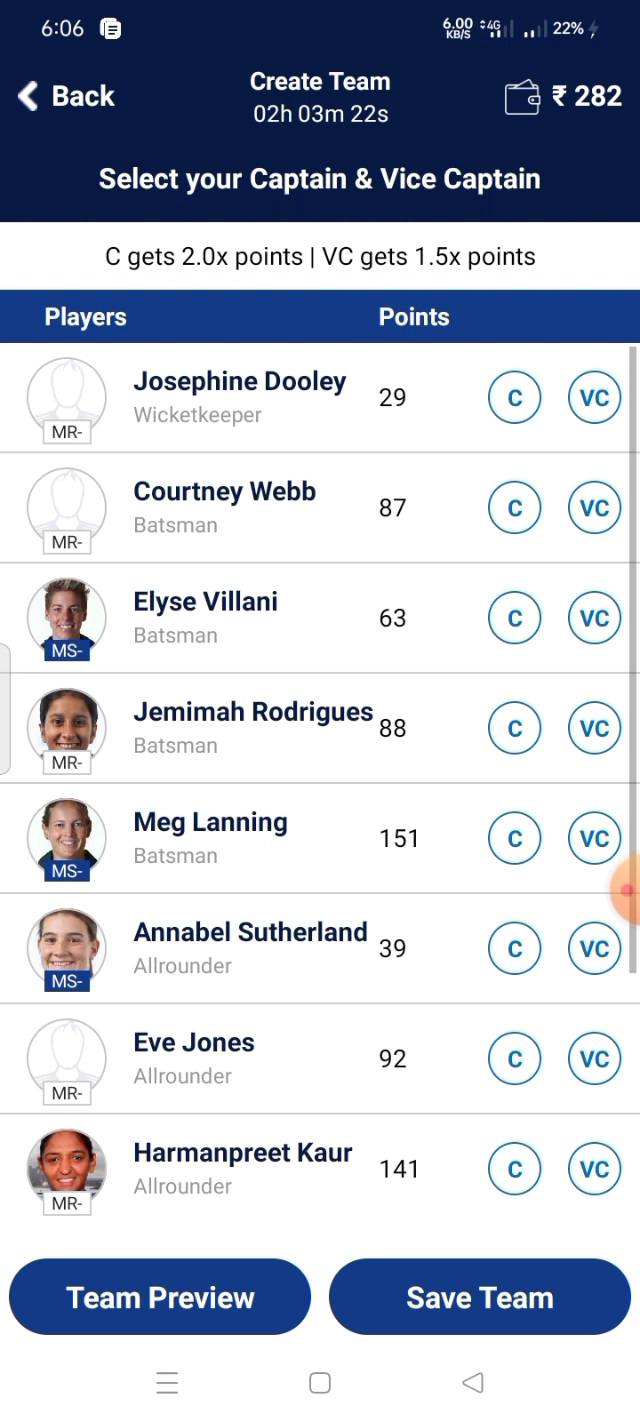 6:06 6.00 KB/S 4G 22%
Back Create Team ₹ 282
02h 03m 22s
Select your Captain & Vice Captain
C gets 2.0x points | VC gets 1.5x points
Players Points
Josephine Dooley 29 C VC
Wicketkeeper
MR-
Courtney Webb 87 C VC
Batsman
MR-
Elyse Villani 63 C VC
Batsman
MS-
Jemimah Rodrigues 88 C VC
Batsman
MR-
Meg Lanning 151 C VC
Batsman
MS-
Annabel Sutherland 39 C VC
Allrounder
MS-
Eve Jones 92 C VC
Allrounder
MR-
Harmanpreet Kaur 141 C VC
Allrounder
MR-
Team Preview Save Team